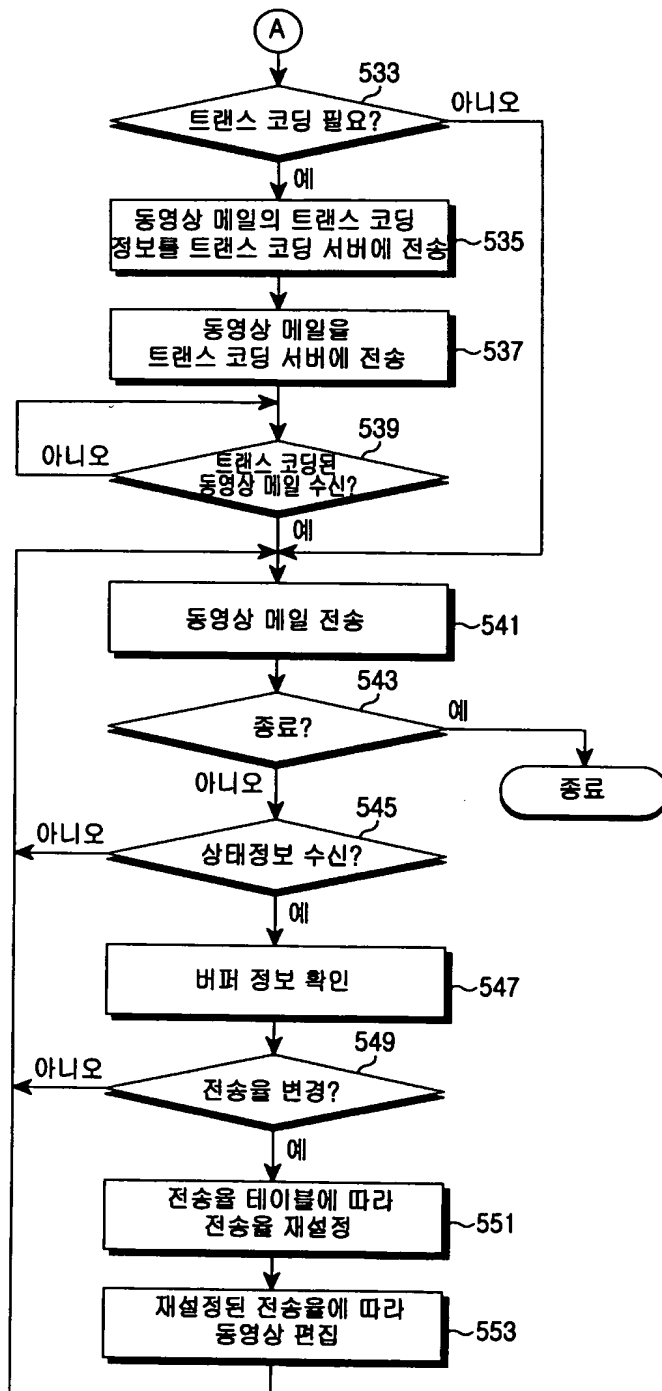 A
533
트랜스 코딩 필요?
아니오
예
동영상 메일의 트랜스 코딩
정보를 트랜스 코딩 서버에 전송
535
동영상 메일을
트랜스 코딩 서버에 전송
537
539
아니오
트랜스 코딩된
동영상 메일 수신?
예
동영상 메일 전송
541
543
종료?
예
아니오
종료
545
아니오
상태정보 수신?
예
버퍼 정보 확인
547
549
아니오
전송율 변경?
예
전송율 테이블에 따라
전송율 재설정
551
재설정된 전송율에 따라
동영상 편집
553